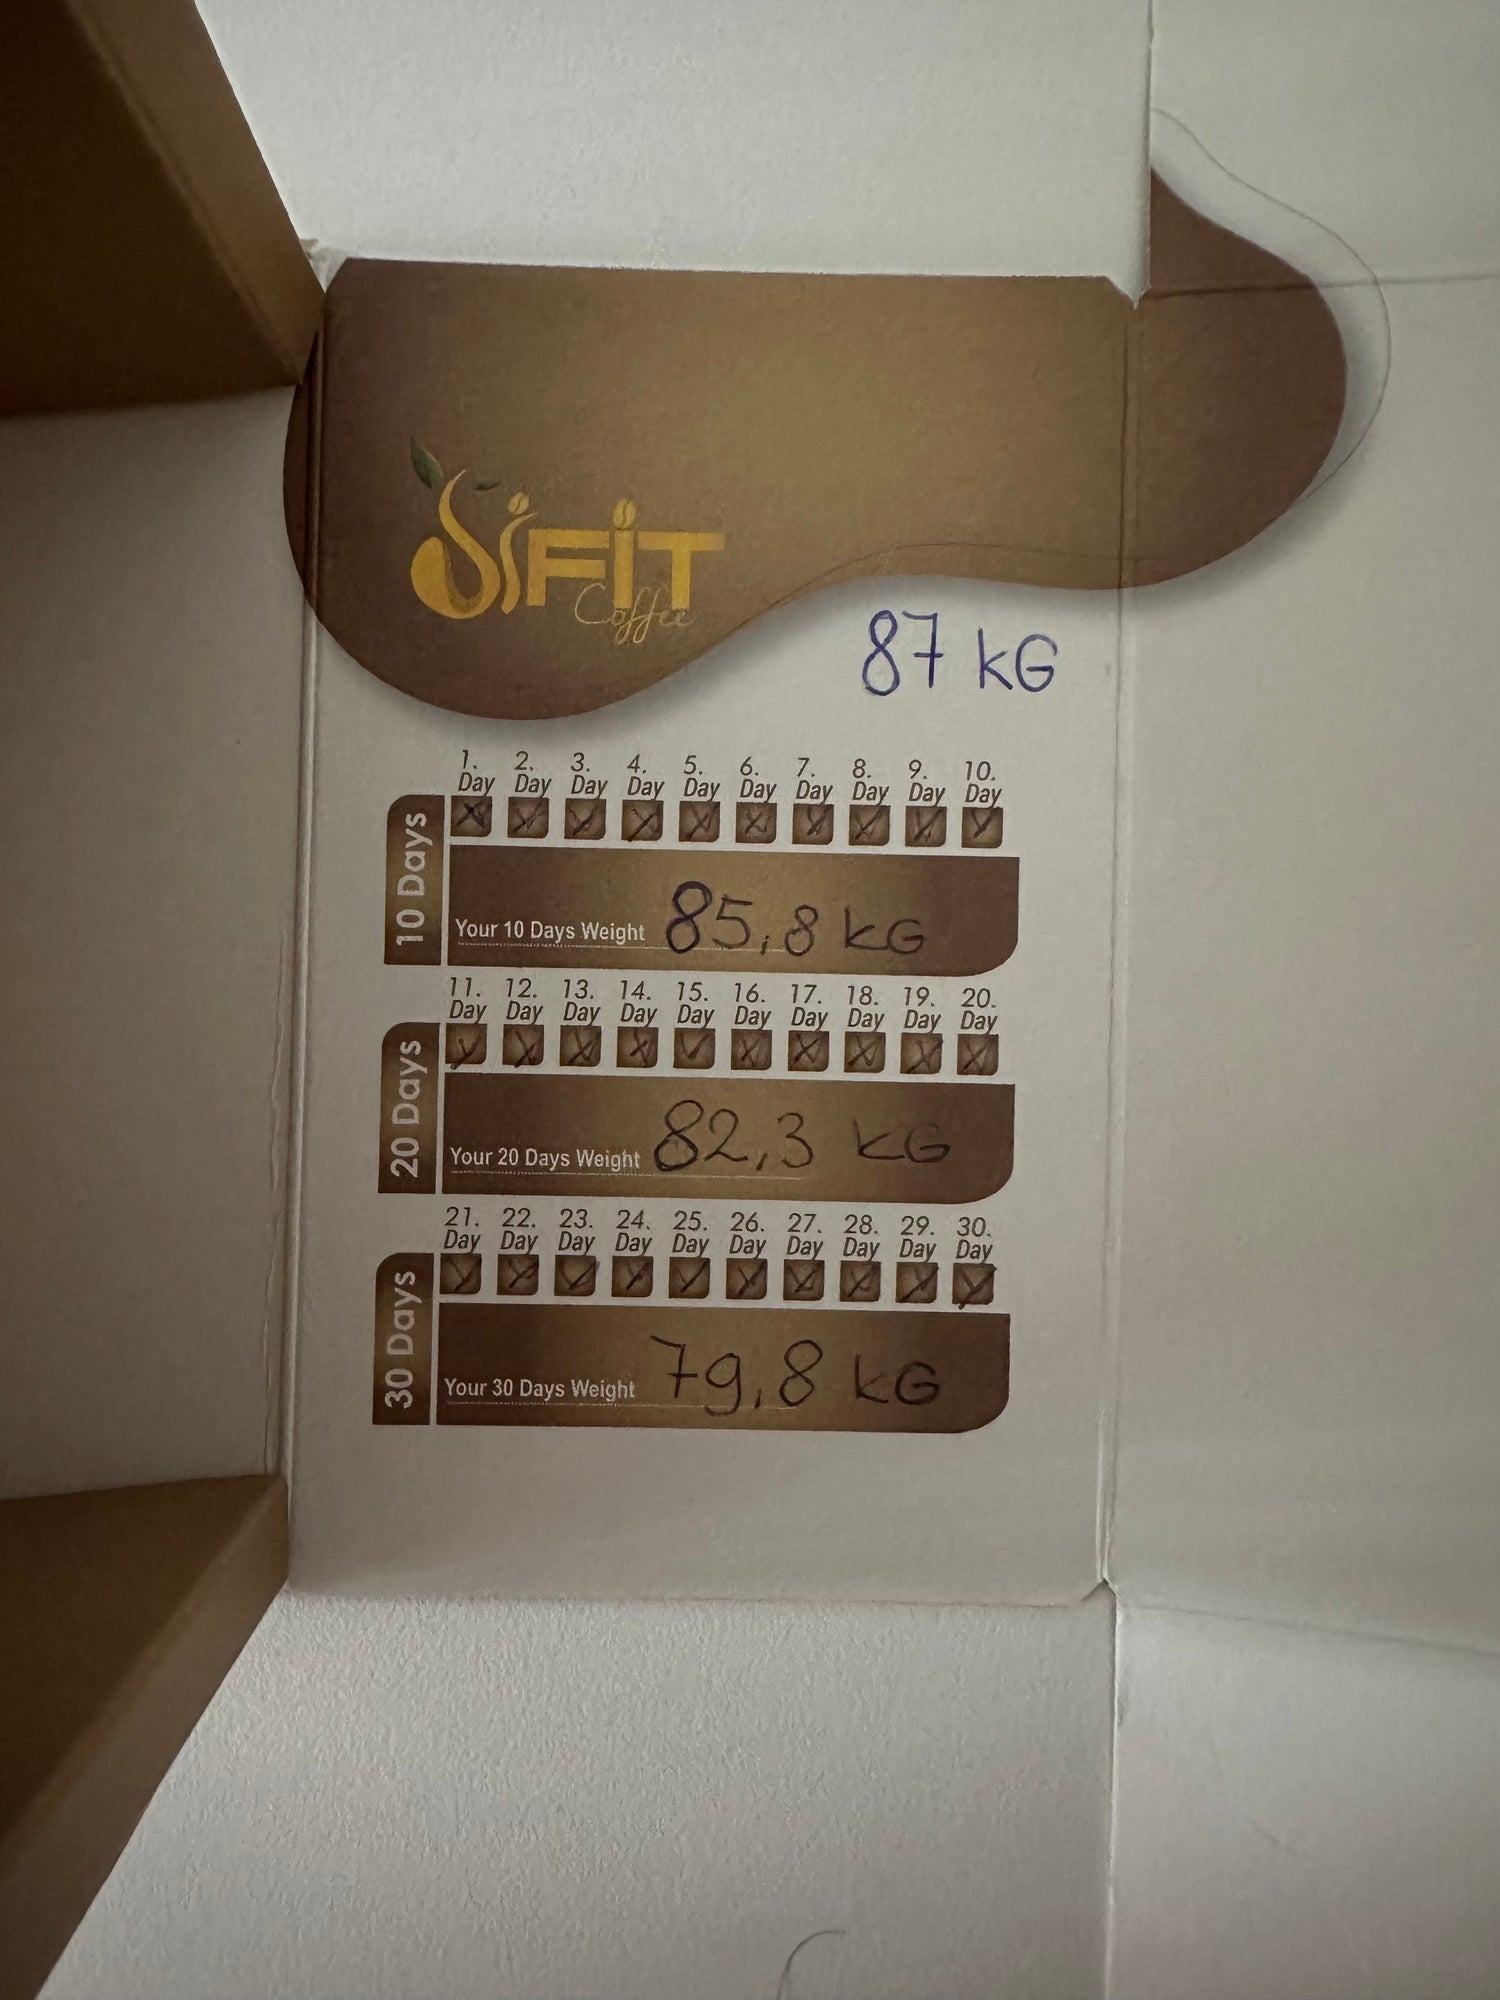 SiFiT
Coffee
87 KG
1. Day 2. Day 3. Day 4. Day 5. Day 6. Day 7. Day 8. Day 9. Day 10. Day
10 Days
Your 10 Days Weight 85,8 KG
11. Day 12. Day 13. Day 14. Day 15. Day 16. Day 17. Day 18. Day 19. Day 20. Day
20 Days
Your 20 Days Weight 82,3 KG
21. Day 22. Day 23. Day 24. Day 25. Day 26. Day 27. Day 28. Day 29. Day 30. Day
30 Days
Your 30 Days Weight 79,8 KG